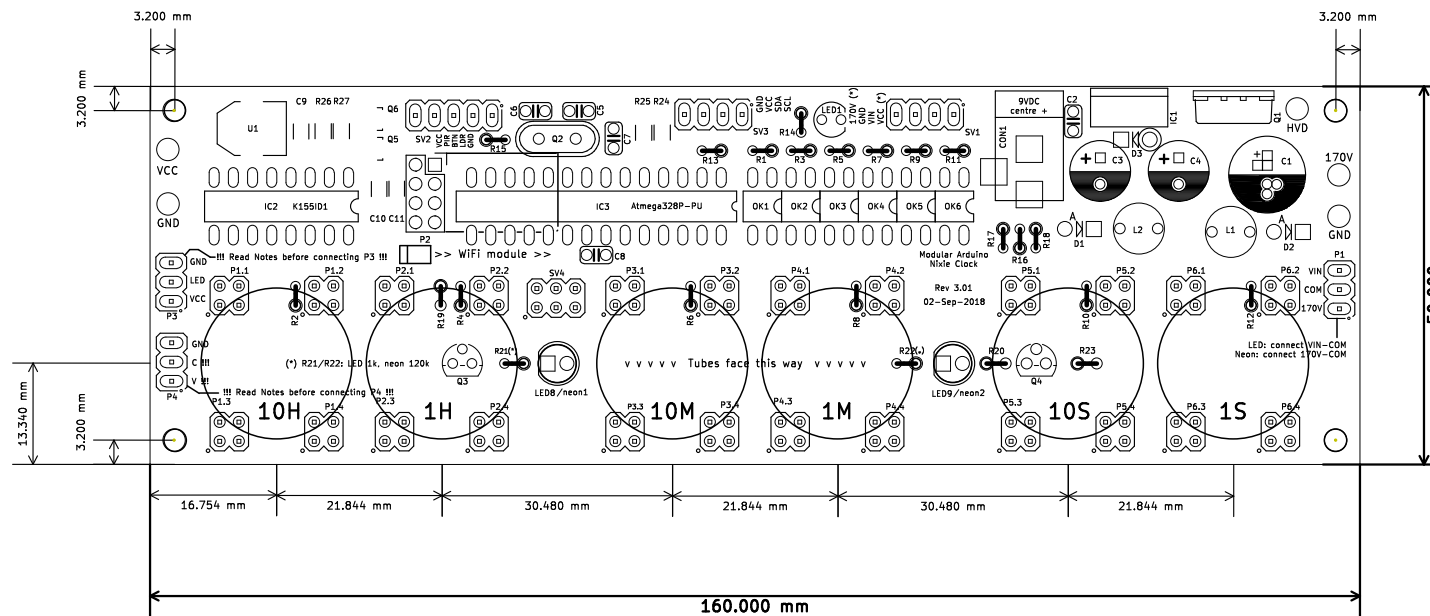 3.200 mm
3.200 mm
3.200 mm
C9 R26 R27
Q6
Q5
U1
SV2
VCC
PIR
BTN
LDR
GND
C6
C5
Q2
R15
C7
R25 R24
GND
VCC
SDA
SCL
SV3
R14
LED1
170V (*)
GND
VIN
VCC (*)
SV1
9VDC
centre +
CON1
C2
IC1
Q1
HVD
D3
C3
C4
C1
170V
VCC
GND
R13
R1
R3
R5
R7
R9
R11
IC2 K155ID1
C10 C11
IC3 Atmega328P-PU
OK1
OK2
OK3
OK4
OK5
OK6
A
D1
L2
L1
A
D2
GND
R17
R16
R18
P2
>> WiFi module >>
C8
Modular Arduino
Nixie Clock
Rev 3.01
02-Sep-2018
!!! Read Notes before connecting P3 !!!
GND
LED
VCC
P3
P1.1
P1.2
P2.1
P2.2
SV4
P3.1
P3.2
P4.1
P4.2
P5.1
P5.2
P6.1
P6.2
P1
VIN
COM
170V
R2
R19
R4
R6
R8
R10
R12
LED: connect VIN-COM
Neon: connect 170V-COM
GND
C !!!
V !!!
P4
!!! Read Notes before connecting P4 !!!
(*) R21/R22: LED 1k, neon 120k
Q3
R21(*)
LED8/neon1
v v v v v Tubes face this way v v v v v
R22(*)
LED9/neon2
R20
Q4
R23
P1.3
P1.4
P2.3
P2.4
P3.3
P3.4
P4.3
P4.4
P5.3
P5.4
P6.3
P6.4
10H
1H
10M
1M
10S
1S
13.340 mm
3.200 mm
16.754 mm
21.844 mm
30.480 mm
21.844 mm
30.480 mm
21.844 mm
160.000 mm